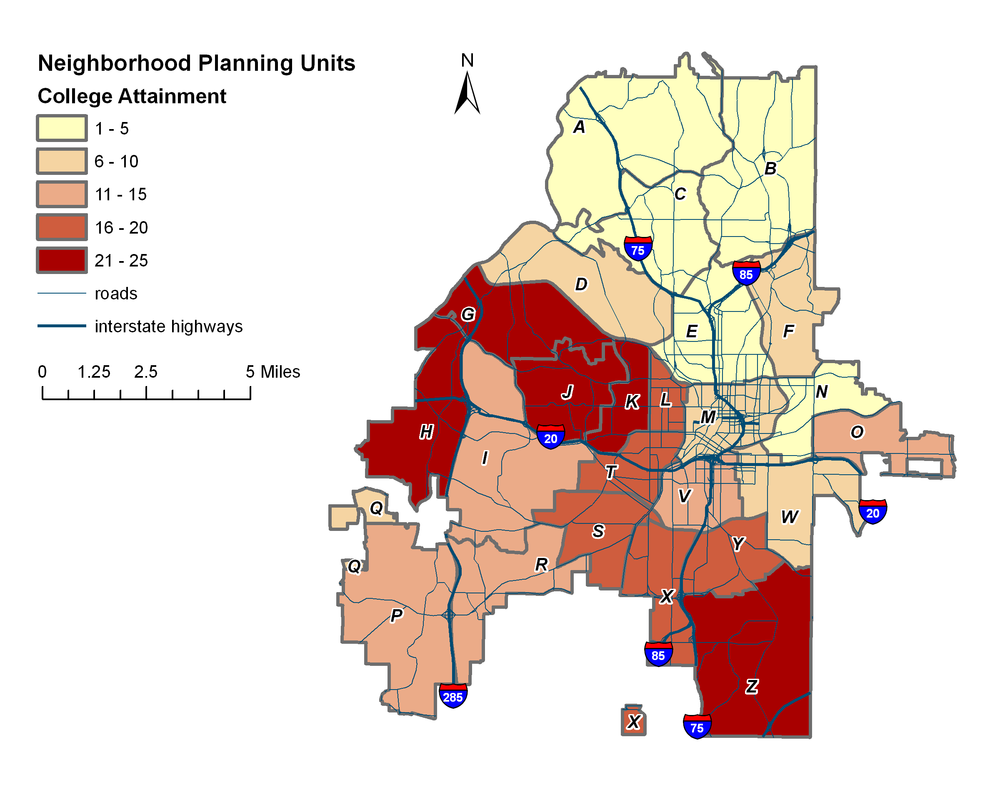 Neighborhood Planning Units
College Attainment
1 - 5
6 - 10
11 - 15
16 - 20
21 - 25
roads
interstate highways
0 1.25 2.5 5 Miles
N
A
B
C
75
85
D
G
E
F
J
K
L
N
M
H
O
20
I
T
V
Q
W
20
S
Y
Q
R
X
P
85
Z
285
X
75